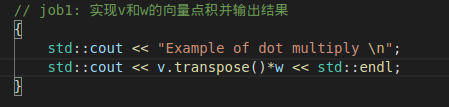 // job1: 实现v和w的向量点积并输出结果
{
    std::cout << "Example of dot multiply \n";
    std::cout << v.transpose()*w << std::endl;
}